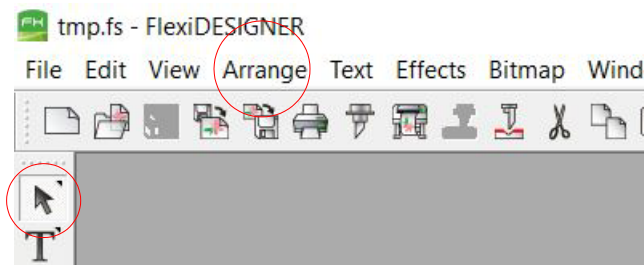 FH
tmp.fs - FlexiDESIGNER
File Edit View Arrange Text Effects Bitmap Wind
T